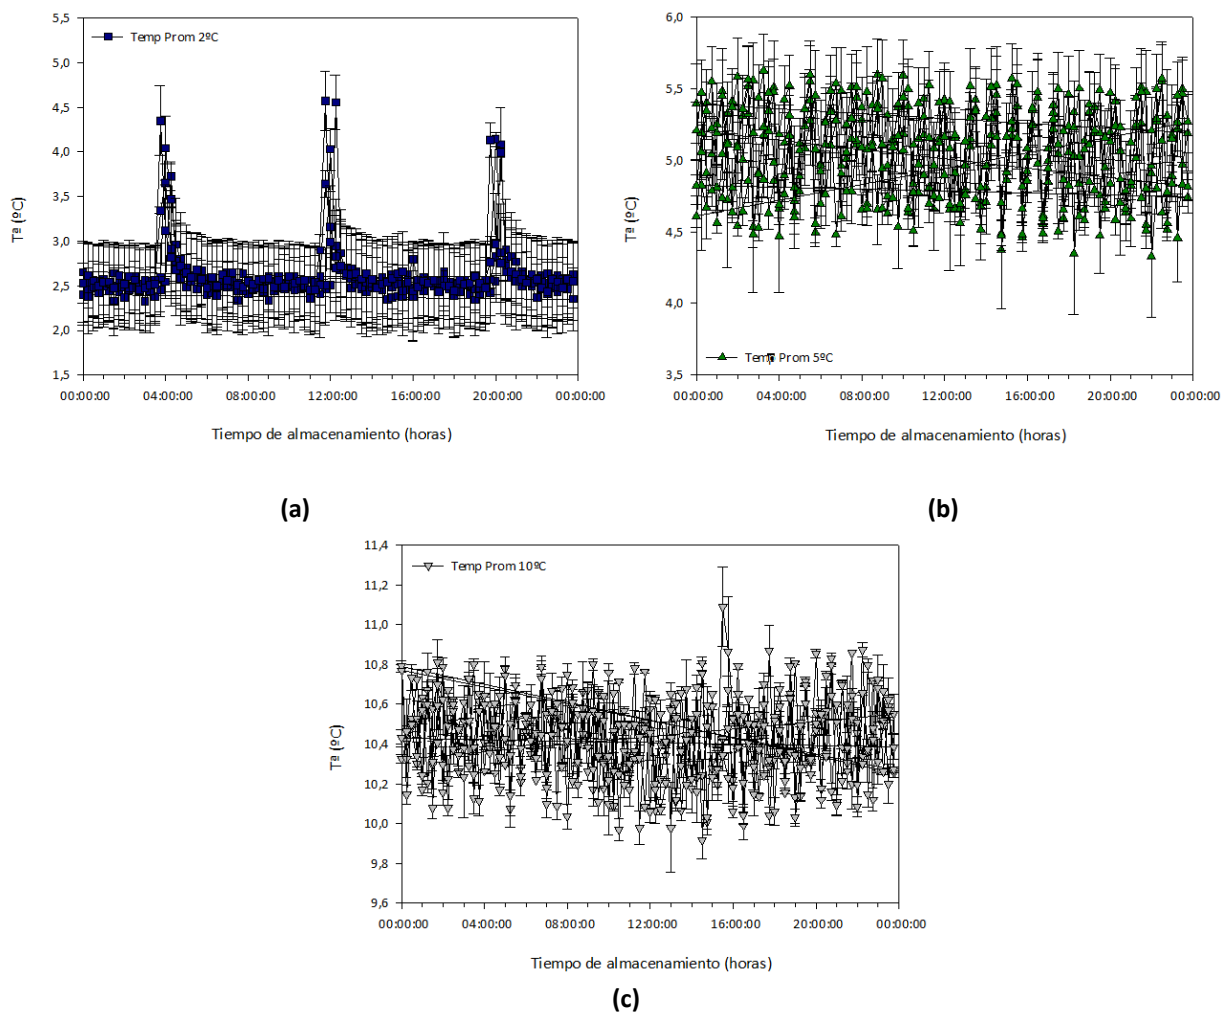 5,5
Temp Prom 2ºC
5,0
4,5
4,0
3,5
3,0
2,5
2,0
1,5
Tª (ºC)
00:00:00 04:00:00 08:00:00 12:00:00 16:00:00 20:00:00 00:00:00
Tiempo de almacenamiento (horas)
(a)
6,0
5,5
5,0
4,5
4,0
3,5
Tª (ºC)
Temp Prom 5ºC
00:00:00 04:00:00 08:00:00 12:00:00 16:00:00 20:00:00 00:00:00
Tiempo de almacenamiento (horas)
(b)
11,4
Temp Prom 10ºC
11,2
11,0
10,8
10,6
10,4
10,2
10,0
9,8
9,6
Tª (ºC)
00:00:00 04:00:00 08:00:00 12:00:00 16:00:00 20:00:00 00:00:00
Tiempo de almacenamiento (horas)
(c)